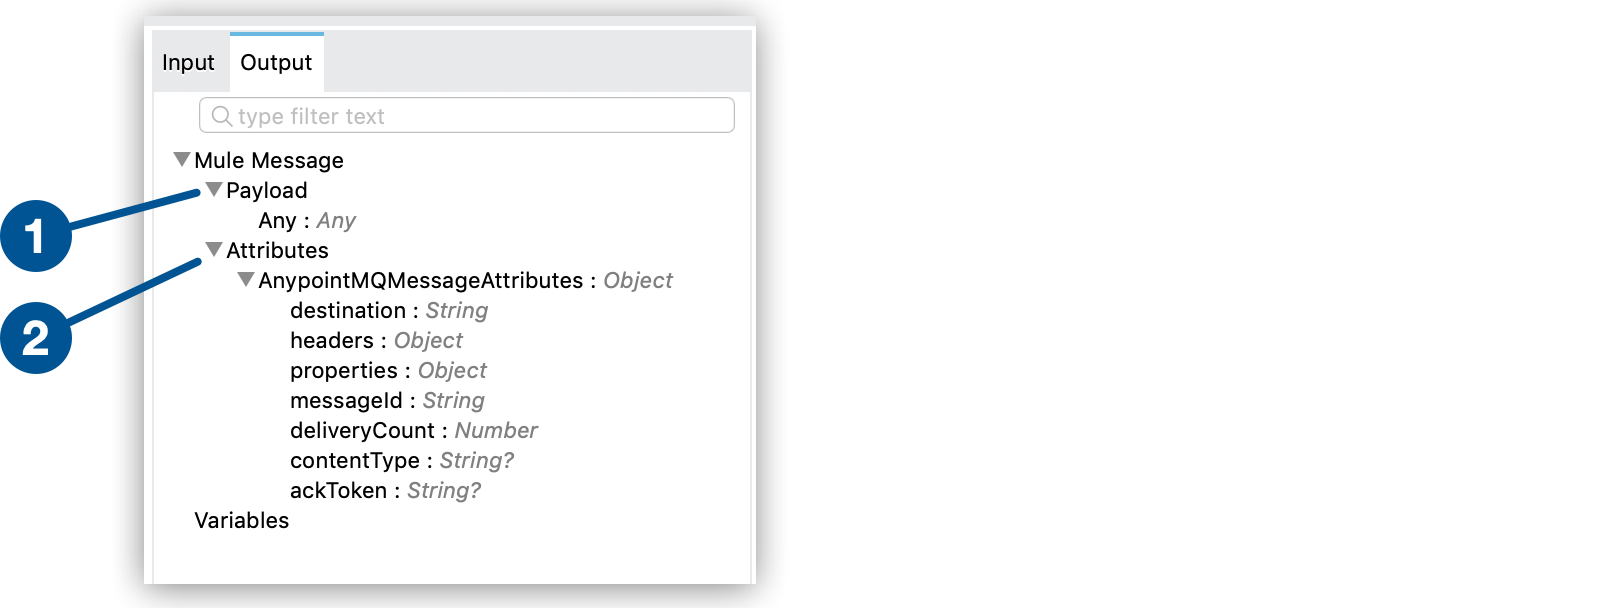 Input Output
type filter text
Mule Message
1 Payload
Any : Any
2 Attributes
AnypointMQMessageAttributes : Object
destination : String
headers : Object
properties : Object
messageId : String
deliveryCount : Number
contentType : String?
ackToken : String?
Variables